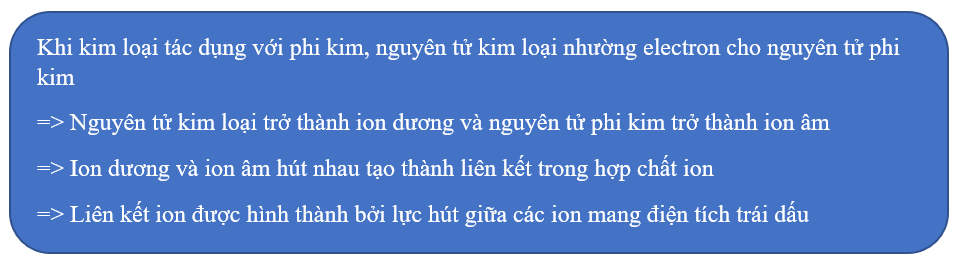 Khi kim loại tác dụng với phi kim, nguyên tử kim loại nhường electron cho nguyên tử phi
kim
=> Nguyên tử kim loại trở thành ion dương và nguyên tử phi kim trở thành ion âm
=> Ion dương và ion âm hút nhau tạo thành liên kết trong hợp chất ion
=> Liên kết ion được hình thành bởi lực hút giữa các ion mang điện tích trái dấu